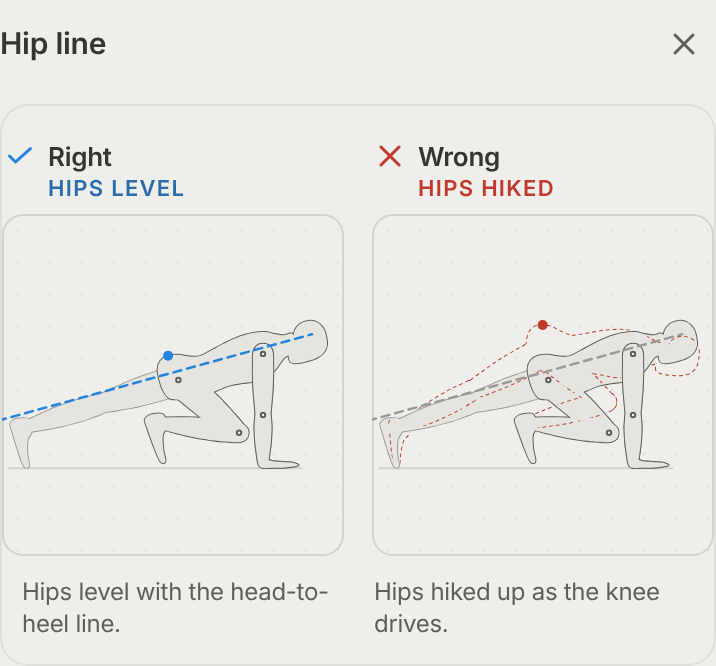 Hip line
Right
HIPS LEVEL
Wrong
HIPS HIKED
Hips level with the head-to-
heel line.
Hips hiked up as the knee
drives.